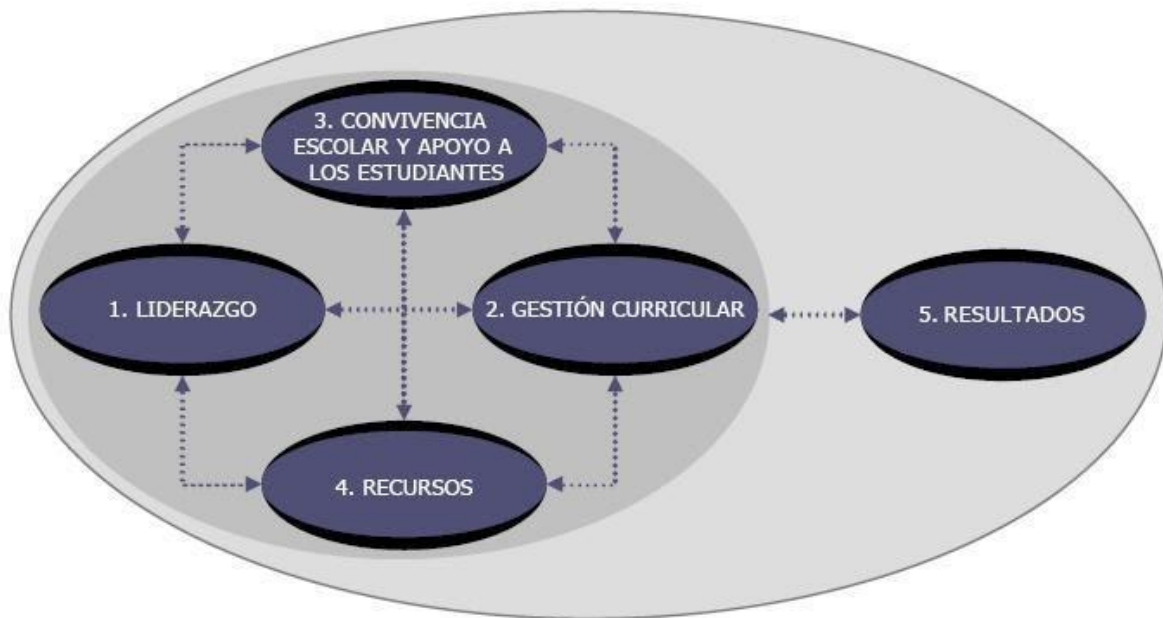 3. CONVIVENCIA
ESCOLAR Y APOYO A
LOS ESTUDIANTES
1. LIDERAZGO
2. GESTIÓN CURRICULAR
5. RESULTADOS
4. RECURSOS